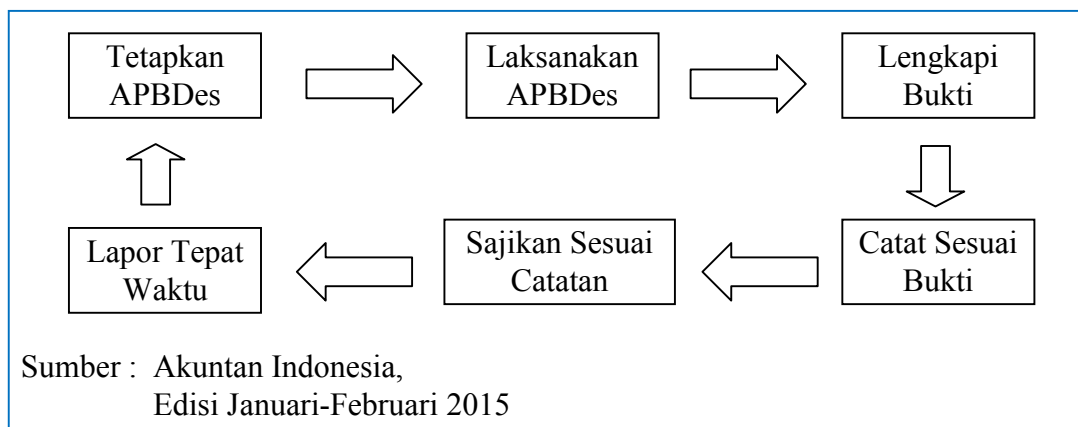 Tetapkan
APBDes
Laksanakan
APBDes
Lengkapi
Bukti
Catat Sesuai
Bukti
Sajikan Sesuai
Catatan
Lapor Tepat
Waktu
Sumber : Akuntan Indonesia,
Edisi Januari-Februari 2015